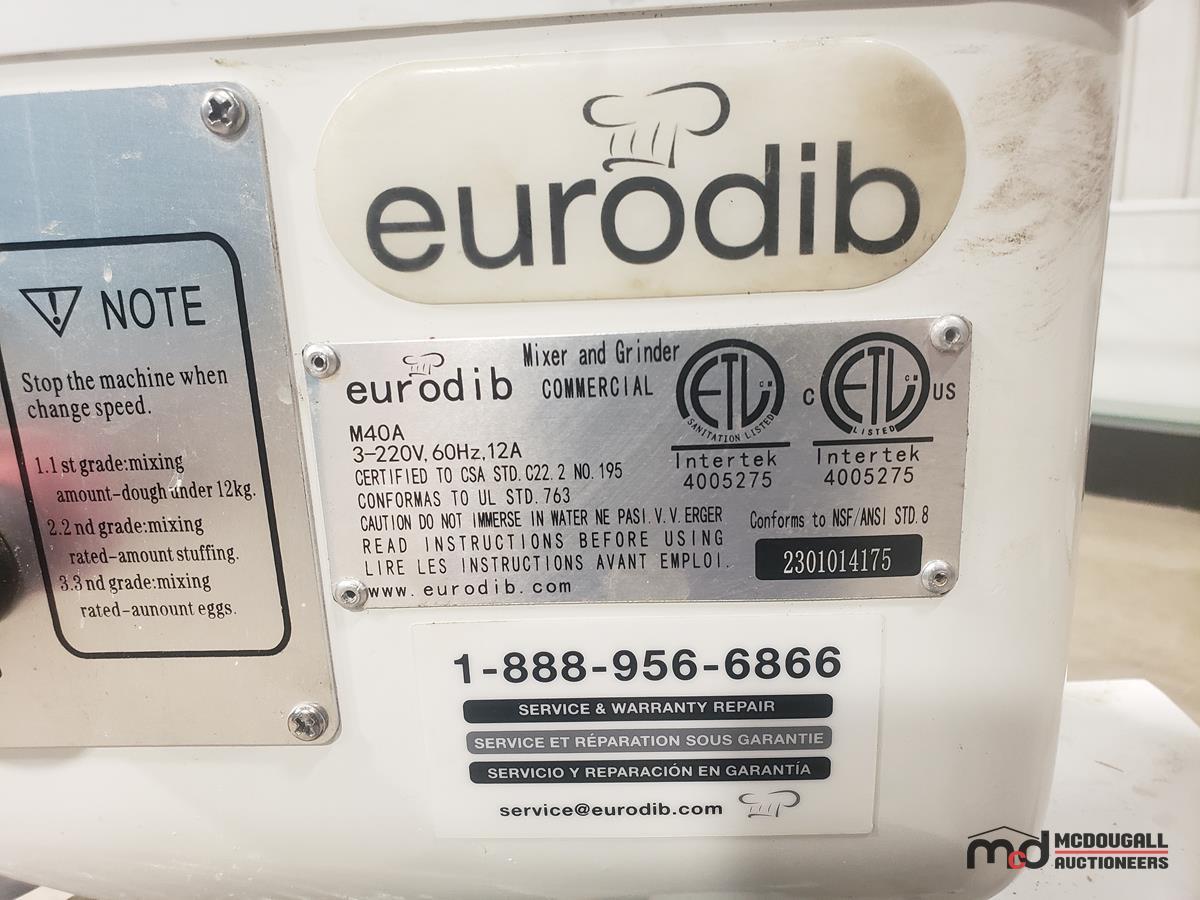 eurodib
NOTE
Stop the machine when
change speed.
1.1 st grade:mixing
amount-dough under 12kg.
2.2 nd grade:mixing
rated-amount stuffing.
3.3 nd grade:mixing
rated-aunount eggs.
eurodib
Mixer and Grinder
COMMERCIAL
M40A
3-220V, 60Hz, 12A
CERTIFIED TO CSA STD. C22. 2 NO. 195
CONFORMAS TO UL STD. 763
CAUTION DO NOT IMMERSE IN WATER NE PASI. V. V. ERGER
READ INSTRUCTIONS BEFORE USING
LIRE LES INSTRUCTIONS AVANT EMPLOI.
www. eurodib. com
ETL CM
SANITATION LISTED
Intertek
4005275
C ETL CM US
LISTED
Intertek
4005275
Conforms to NSF/ANSI STD. 8
2301014175
1-888-956-6866
SERVICE & WARRANTY REPAIR
SERVICE ET RÉPARATION SOUS GARANTIE
SERVICIO Y REPARACIÓN EN GARANTÍA
service@eurodib.com
mcd MCDOUGALL
AUCTIONEERS